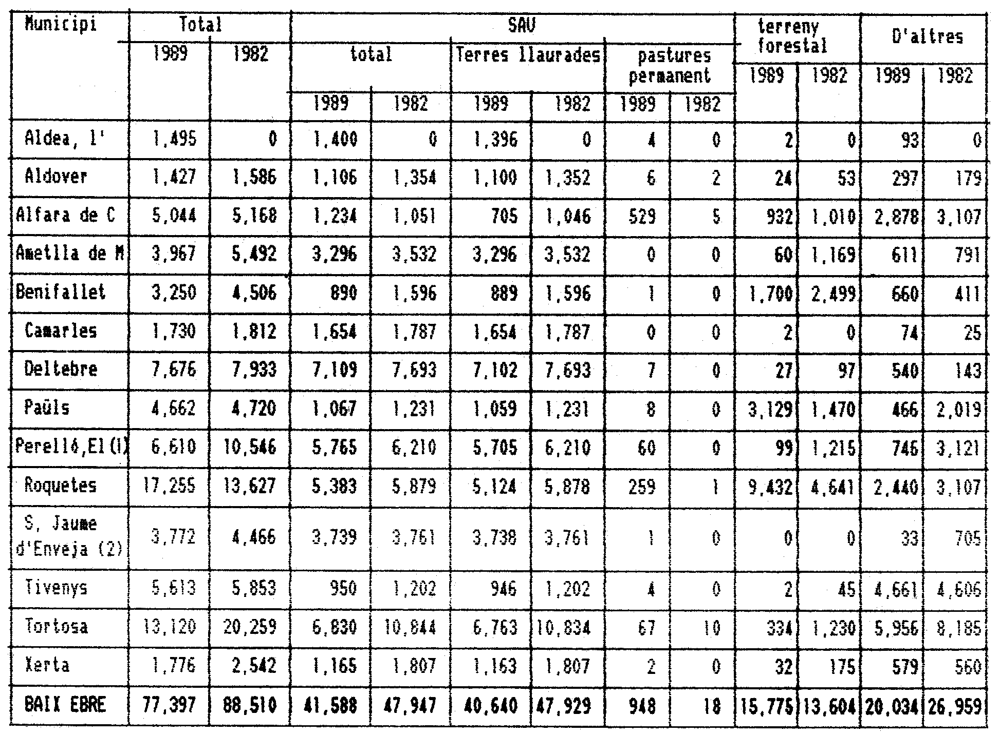 Municipi Total SAU terreny forestal D'altres
1989 1982 total Terres llaurades pastures permanent 1989 1982 1989 1982
1989 1982 1989 1982 1989 1982
Aldea, l' 1,495 0 1,400 0 1,396 0 4 0 2 0 93 0
Aldover 1,427 1,586 1,106 1,354 1,100 1,352 6 2 24 53 297 179
Alfara de C 5,044 5,168 1,234 1,051 705 1,046 529 5 932 1,010 2,878 3,107
Ametlla de M 3,967 5,492 3,296 3,532 3,296 3,532 0 0 60 1,169 611 791
Benifallet 3,250 4,506 890 1,596 889 1,596 1 0 1,700 2,499 660 411
Camarles 1,730 1,812 1,654 1,787 1,654 1,787 0 0 2 0 74 25
Deltebre 7,676 7,933 7,109 7,693 7,102 7,693 7 0 27 97 540 143
Paüls 4,662 4,720 1,067 1,231 1,059 1,231 8 0 3,129 1,470 466 2,019
Perelló,El(1) 6,610 10,546 5,765 6,210 5,705 6,210 60 0 99 1,215 746 3,121
Roquetes 17,255 13,627 5,383 5,879 5,124 5,878 259 1 9,432 4,641 2,440 3,107
S, Jaume
d'Enveja (2) 3,772 4,466 3,739 3,761 3,738 3,761 1 0 0 0 33 705
Tivenys 5,613 5,853 950 1,202 946 1,202 4 0 2 45 4,661 4,606
Tortosa 13,120 20,259 6,830 10,844 6,763 10,834 67 10 334 1,230 5,956 8,185
Xerta 1,776 2,542 1,165 1,807 1,163 1,807 2 0 32 175 579 560
BAIX EBRE 77,397 88,510 41,588 47,947 40,640 47,929 948 18 15,775 13,604 20,034 26,959